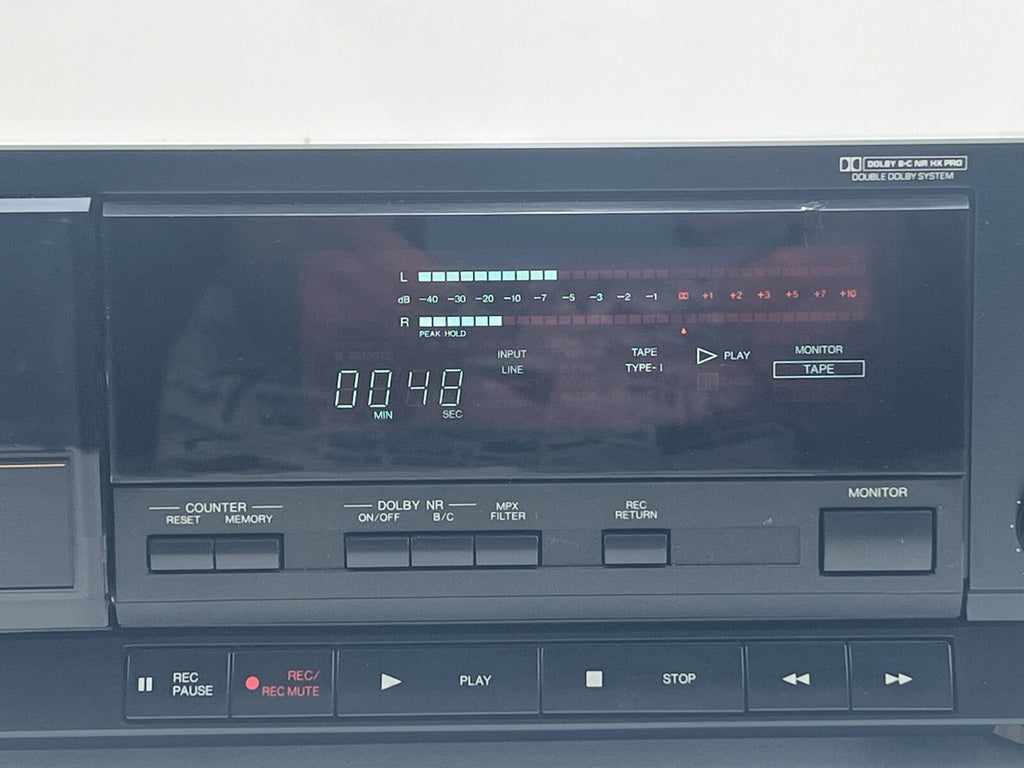 DOLBY B-C NR HX PRO
DOUBLE DOLBY SYSTEM
L
dB -40 -30 -20 -10 -7 -5 -3 -2 -1 +1 +2 +3 +5 +7 +10
R
PEAK HOLD
INPUT TAPE PLAY MONITOR
LINE TYPE-I TAPE
0048
MIN SEC
COUNTER DOLBY NR MPX REC MONITOR
RESET MEMORY ON/OFF B/C FILTER RETURN
REC PLAY STOP
PAUSE
REC/
REC MUTE